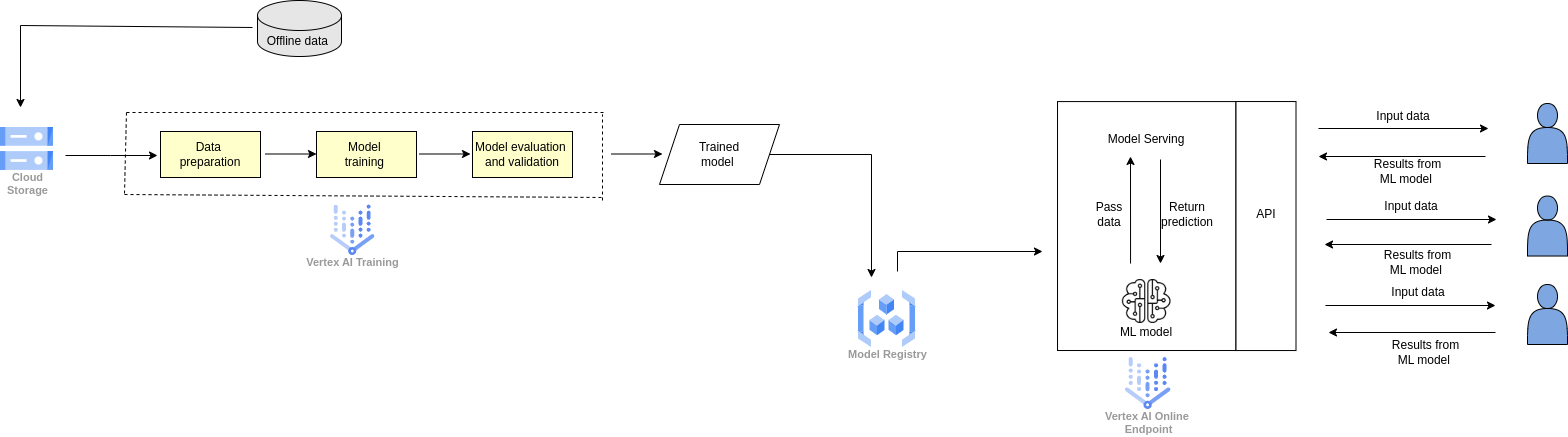 Offline data
Cloud
Storage
Data
preparation
Model
training
Model evaluation
and validation
Vertex AI Training
Trained
model
Model Registry
Model Serving
Pass
data
Return
prediction
ML model
API
Vertex AI Online
Endpoint
Input data
Results from
ML model
Input data
Results from
ML model
Input data
Results from
ML model